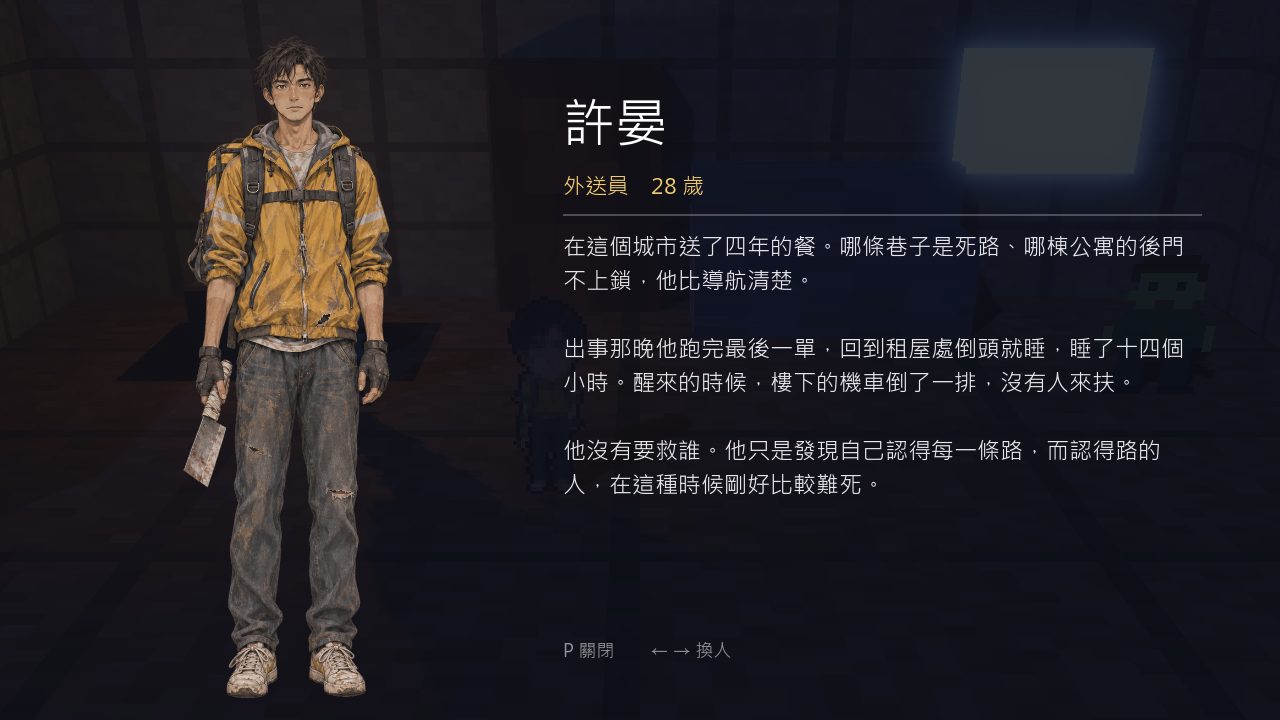 許晏
外送員 28 歲
在這個城市送了四年的餐。哪條巷子是死路、哪棟公寓的後門
不上鎖，他比導航清楚。
出事那晚他跑完最後一單，回到租屋處倒頭就睡，睡了十四個
小時。醒來的時候，樓下的機車倒了一排，沒有人來扶。
他沒有要救誰。他只是發現自己認得每一條路，而認得路的
人，在這種時候剛好比較難死。
P 關閉 ← → 換人